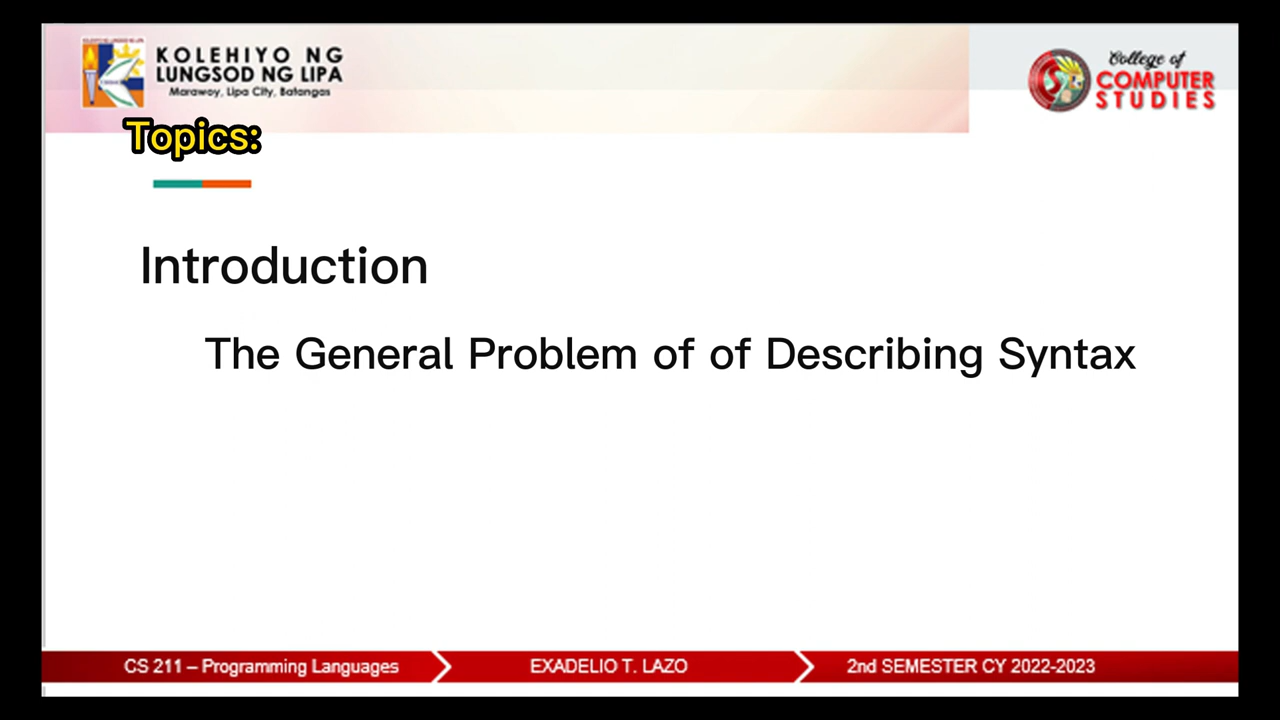 KOLEHIYO NG
LUNGSOD NG LIPA
Marawoy, Lipa City, Batangas
College of
COMPUTER
STUDIES
Topics:
Introduction
The General Problem of of Describing Syntax
CS 211 – Programming Languages
EXADELIO T. LAZO
2nd SEMESTER CY 2022-2023